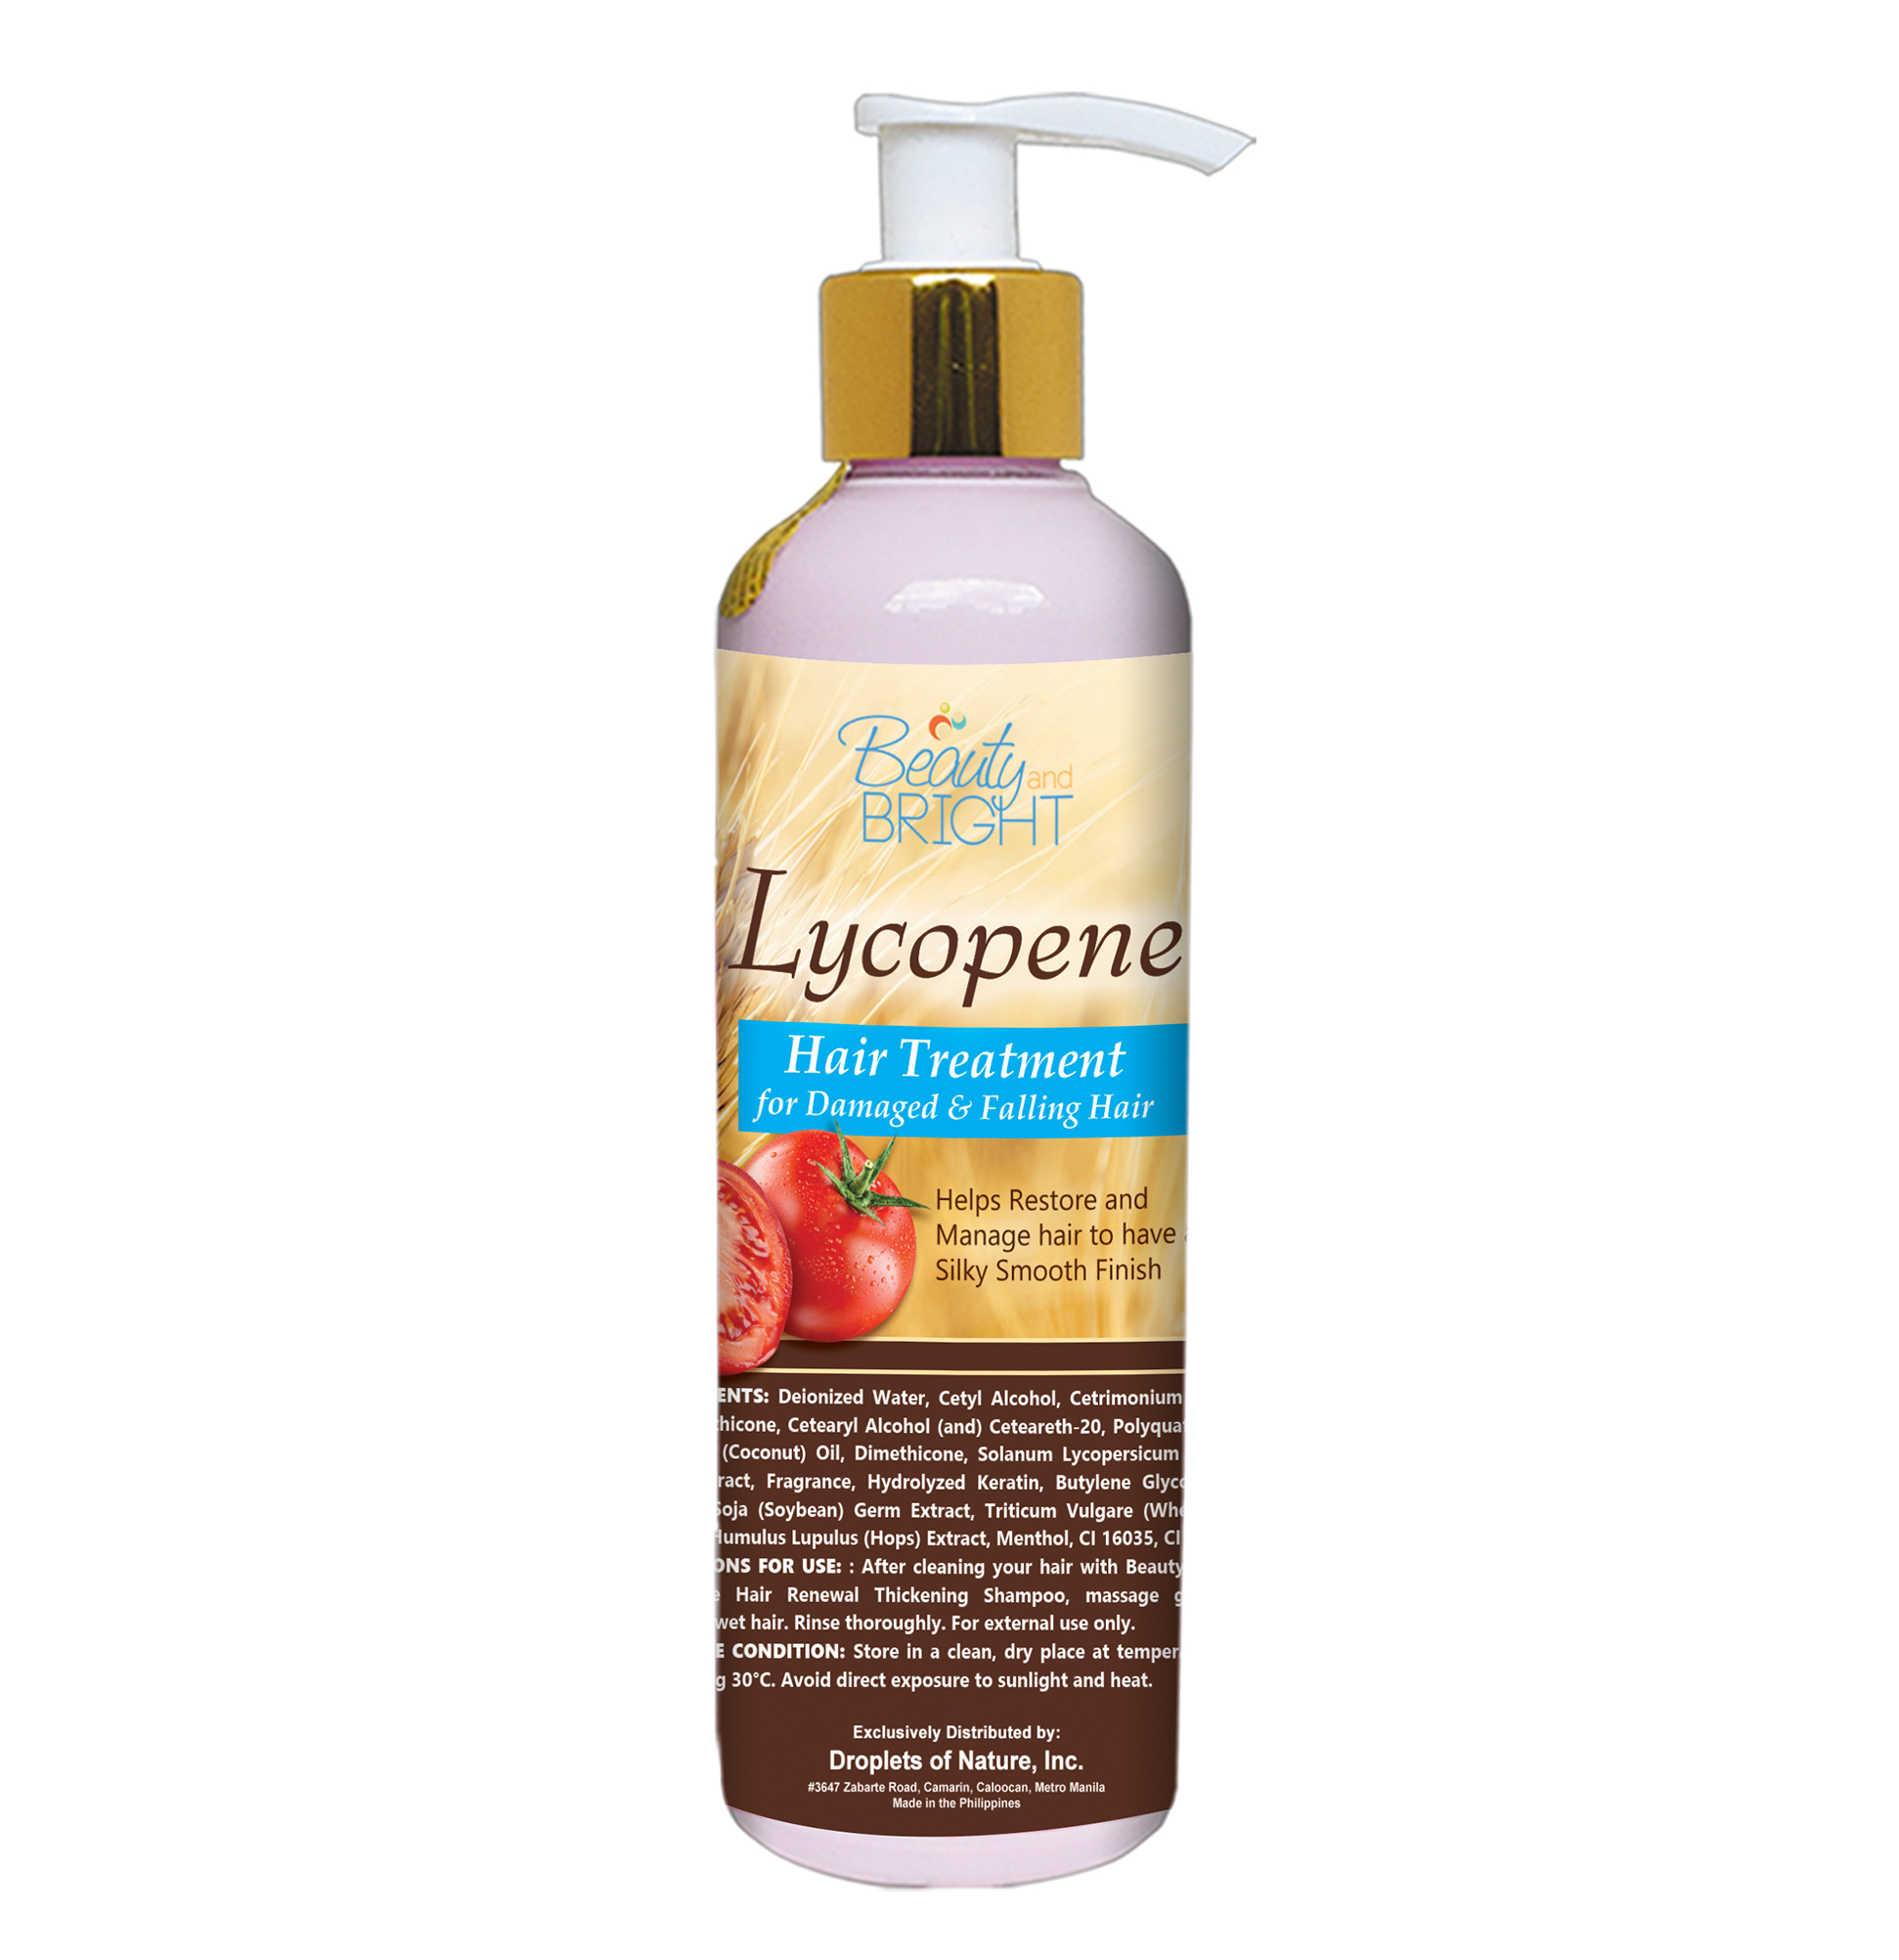 Beauty and
BRIGHT
Lycopene
Hair Treatment
for Damaged & Falling Hair
Helps Restore and
Manage hair to have
Silky Smooth Finish
ENTS: Deionized Water, Cetyl Alcohol, Cetrimonium
hicone, Cetearyl Alcohol (and) Ceteareth-20, Polyqua
(Coconut) Oil, Dimethicone, Solanum Lycopersicum
ract, Fragrance, Hydrolyzed Keratin, Butylene Glyc
Soja (Soybean) Germ Extract, Triticum Vulgare (Whe
Humulus Lupulus (Hops) Extract, Menthol, CI 16035, CI
ONS FOR USE: : After cleaning your hair with Beauty
e Hair Renewal Thickening Shampoo, massage g
wet hair. Rinse thoroughly. For external use only.
E CONDITION: Store in a clean, dry place at temper
g 30°C. Avoid direct exposure to sunlight and heat.
Exclusively Distributed by:
Droplets of Nature, Inc.
#3647 Zabarte Road, Camarin, Caloocan, Metro Manila
Made in the Philippines